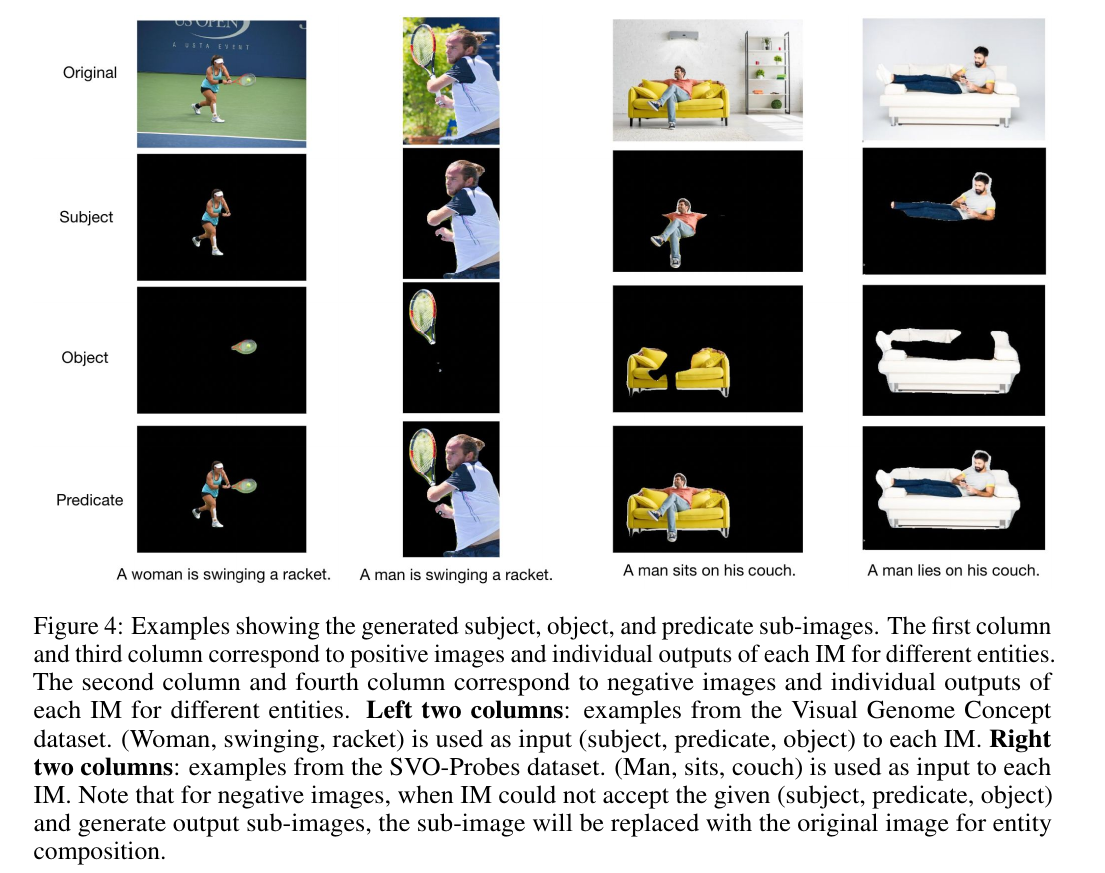 US OPEN
A USTA EVENT
Original
Subject
Object
Predicate
A woman is swinging a racket.
A man is swinging a racket.
A man sits on his couch.
A man lies on his couch.
Figure 4: Examples showing the generated subject, object, and predicate sub-images. The first column
and third column correspond to positive images and individual outputs of each IM for different entities.
The second column and fourth column correspond to negative images and individual outputs of
each IM for different entities. Left two columns: examples from the Visual Genome Concept
dataset. (Woman, swinging, racket) is used as input (subject, predicate, object) to each IM. Right
two columns: examples from the SVO-Probes dataset. (Man, sits, couch) is used as input to each
IM. Note that for negative images, when IM could not accept the given (subject, predicate, object)
and generate output sub-images, the sub-image will be replaced with the original image for entity
composition.